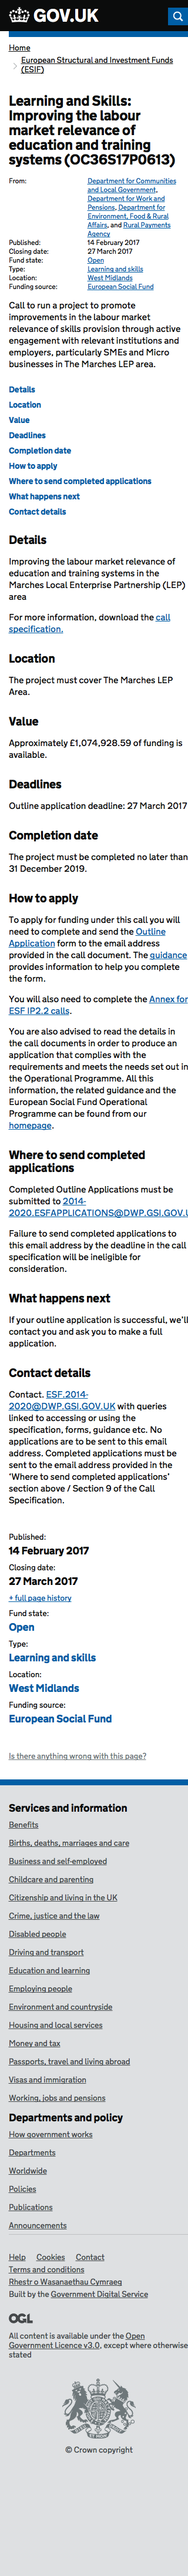 GOV.UK
Home
European Structural and Investment Funds
(ESIF)
Learning and Skills:
Improving the labour
market relevance of
education and training
systems (OC36S17P0613)
From:
Department for Communities
and Local Government,
Department for Work and
Pensions, Department for
Environment, Food & Rural
Affairs, and Rural Payments
Agency
Published:
14 February 2017
Closing date:
27 March 2017
Fund state:
Open
Type:
Learning and skills
Location:
West Midlands
Funding source:
European Social Fund
Call to run a project to promote
improvements in the labour market
relevance of skills provision through active
engagement with relevant institutions and
employers, particularly SMEs and Micro
businesses in The Marches LEP area.
Details
Location
Value
Deadlines
Completion date
How to apply
Where to send completed applications
What happens next
Contact details
Details
Improving the labour market relevance of
education and training systems in the
Marches Local Enterprise Partnership (LEP)
area
For more information, download the call
specification.
Location
The project must cover The Marches LEP
Area.
Value
Approximately £1,074,928.59 of funding is
available.
Deadlines
Outline application deadline: 27 March 2017
Completion date
The project must be completed no later than
31 December 2019.
How to apply
To apply for funding under this call you will
need to complete and send the Outline
Application form to the email address
provided in the call document. The guidance
provides information to help you complete
the form.
You will also need to complete the Annex for
ESF IP2.2 calls.
You are also advised to read the details in
the call documents in order to produce an
application that complies with the
requirements and meets the needs set out in
the Operational Programme. All this
information, the related guidance and the
European Social Fund Operational
Programme can be found from our
homepage.
Where to send completed
applications
Completed Outline Applications must be
submitted to 2014-
2020.ESFAPPLICATIONS@DWP.GSI.GOV.U
Failure to send completed applications to
this email address by the deadline in the call
specification will be ineligible for
consideration.
What happens next
If your outline application is successful, we'll
contact you and ask you to make a full
application.
Contact details
Contact. ESF.2014-
2020@DWP.GSI.GOV.UK with queries
linked to accessing or using the
specification, forms, guidance etc. No
applications are to be sent to this email
address. Completed applications must be
sent to the email address provided in the
'Where to send completed applications'
section above / Section 9 of the Call
Specification.
Published:
14 February 2017
Closing date:
27 March 2017
+ full page history
Fund state:
Open
Type:
Learning and skills
Location:
West Midlands
Funding source:
European Social Fund
Is there anything wrong with this page?
Services and information
Benefits
Births, deaths, marriages and care
Business and self-employed
Childcare and parenting
Citizenship and living in the UK
Crime, justice and the law
Disabled people
Driving and transport
Education and learning
Employing people
Environment and countryside
Housing and local services
Money and tax
Passports, travel and living abroad
Visas and immigration
Working, jobs and pensions
Departments and policy
How government works
Departments
Worldwide
Policies
Publications
Announcements
Help Cookies Contact
Terms and conditions
Rhestr o Wasanaethau Cymraeg
Built by the Government Digital Service
OGL
All content is available under the Open
Government Licence v3.0, except where otherwise
stated
© Crown copyright